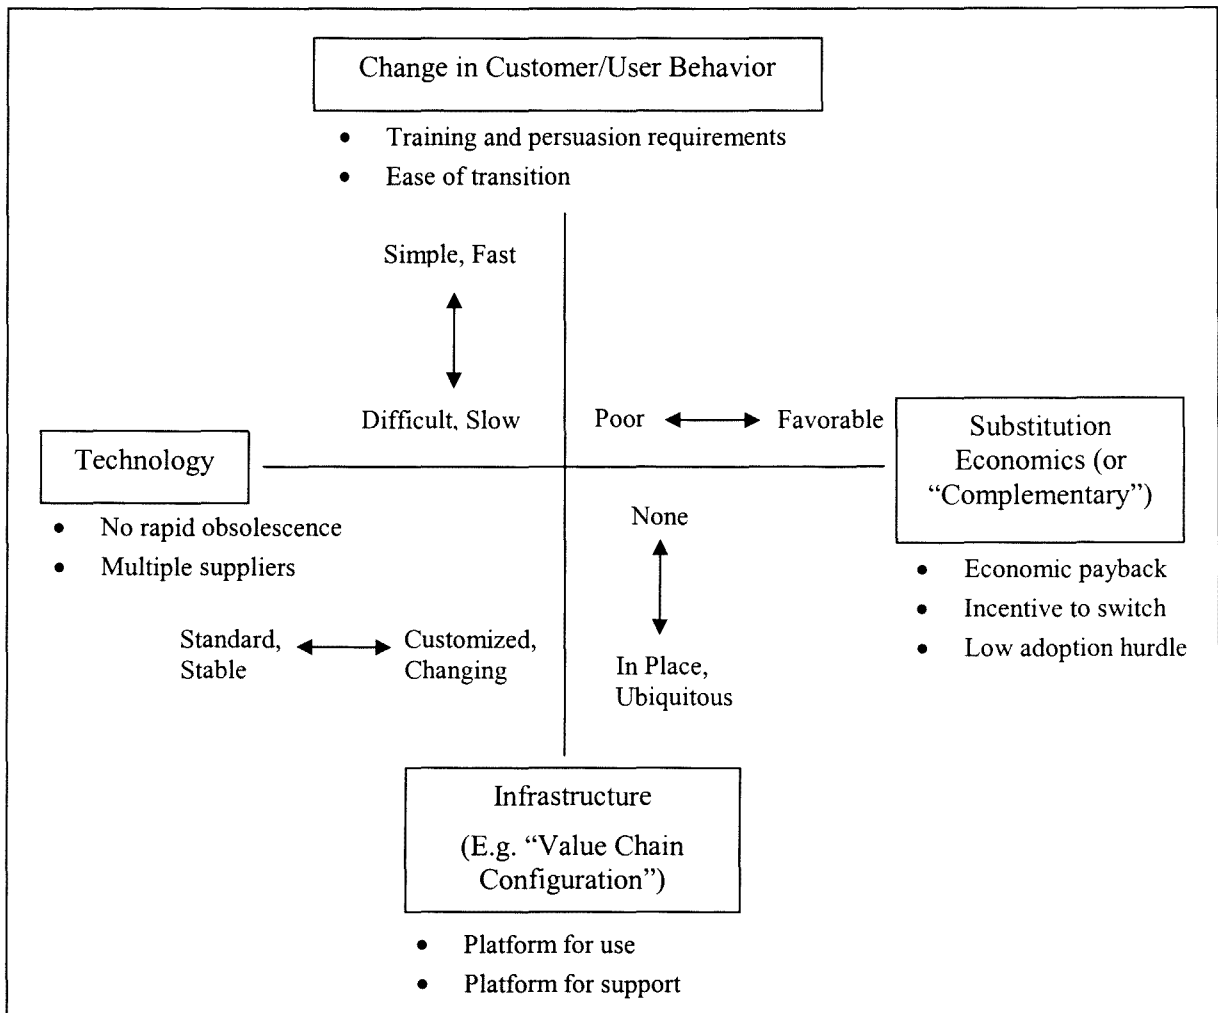 Change in Customer/User Behavior
• Training and persuasion requirements
• Ease of transition
Simple, Fast
Difficult, Slow
Poor
Favorable
Substitution
Economics (or
“Complementary”)
• Economic payback
• Incentive to switch
• Low adoption hurdle
Technology
• No rapid obsolescence
• Multiple suppliers
Standard,
Stable
Customized,
Changing
None
In Place,
Ubiquitous
Infrastructure
(E.g. “Value Chain
Configuration”)
• Platform for use
• Platform for support